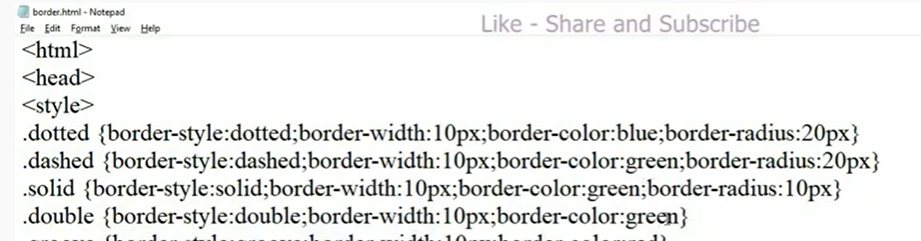 border.html - Notepad
File Edit Format View Help
Like - Share and Subscribe
<html>
<head>
<style>
.dotted {border-style:dotted;border-width:10px;border-color:blue;border-radius:20px}
.dashed {border-style:dashed;border-width:10px;border-color:green;border-radius:20px}
.solid {border-style:solid;border-width:10px;border-color:green;border-radius:10px}
.double {border-style:double;border-width:10px;border-color:green}